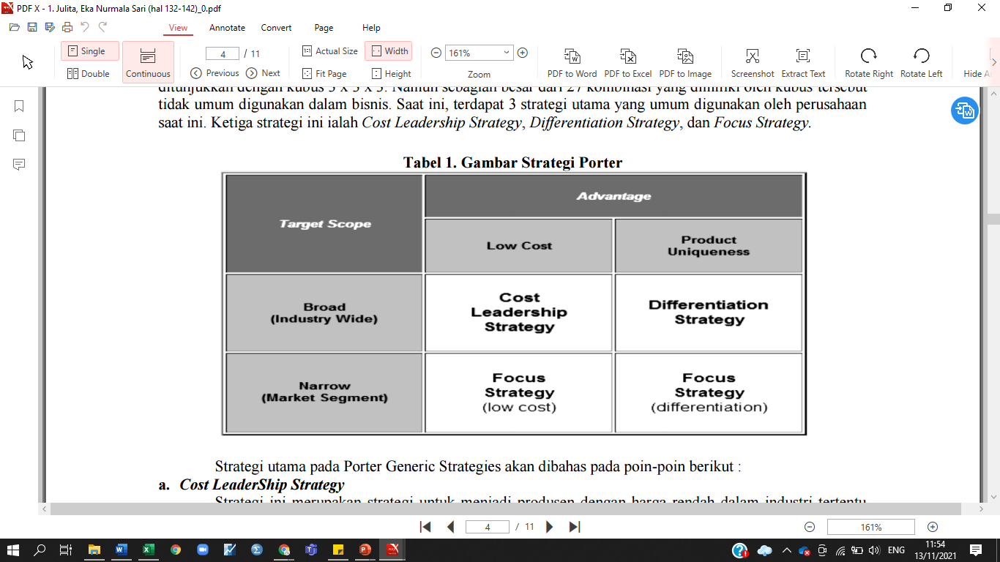 PDF X - 1. Julita, Eka Nurmala Sari (hal 132-142)_0.pdf
View Annotate Convert Page Help
Single
Double
Continuous
4 / 11
Previous Next
Actual Size
Fit Page
Width
Height
161%
Zoom
PDF to Word PDF to Excel PDF to Image
Screenshot Extract Text
Rotate Right Rotate Left
Hide
ditunjukkan dengan kubus 3 x 3 x 3. Namun sebagian besar dari 27 kombinasi yang dimiliki oleh kubus tersebut
tidak umum digunakan dalam bisnis. Saat ini, terdapat 3 strategi utama yang umum digunakan oleh perusahaan
saat ini. Ketiga strategi ini ialah Cost Leadership Strategy, Differentiation Strategy, dan Focus Strategy.
Tabel 1. Gambar Strategi Porter
Target Scope
Advantage
Low Cost
Product
Uniqueness
Broad
(Industry Wide)
Cost
Leadership
Strategy
Differentiation
Strategy
Narrow
(Market Segment)
Focus
Strategy
(low cost)
Focus
Strategy
(differentiation)
Strategi utama pada Porter Generic Strategies akan dibahas pada poin-poin berikut :
a. Cost LeaderShip Strategy
Strategi ini merupakan strategi untuk menjadi produsen dengan harga rendah dalam industri tertentu
4 / 11
161%
ENG
11:54
13/11/2021